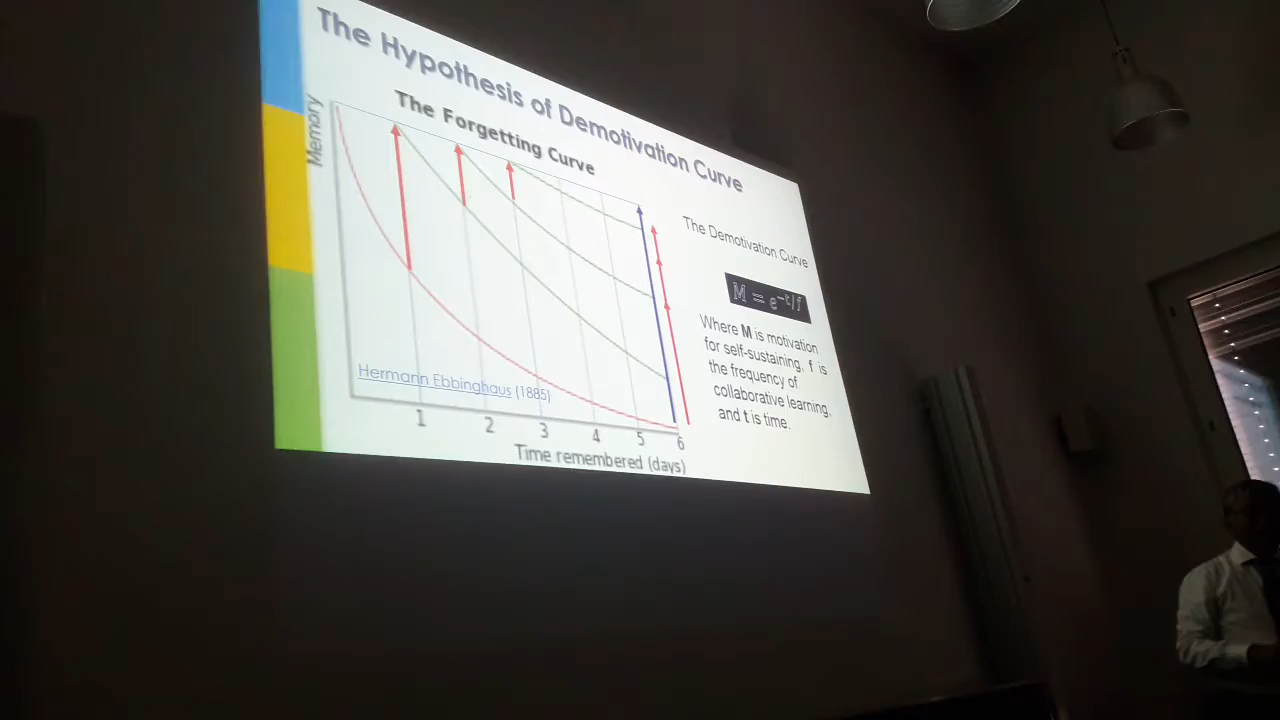 The Hypothesis of Demotivation Curve
The Forgetting Curve
Memory
Hermann Ebbinghaus (1885)
1 2 3 4 5 6
Time remembered (days)
The Demotivation Curve
M = e^−t/f
Where M is motivation
for self-sustaining, f is
the frequency of
collaborative learning,
and t is time.